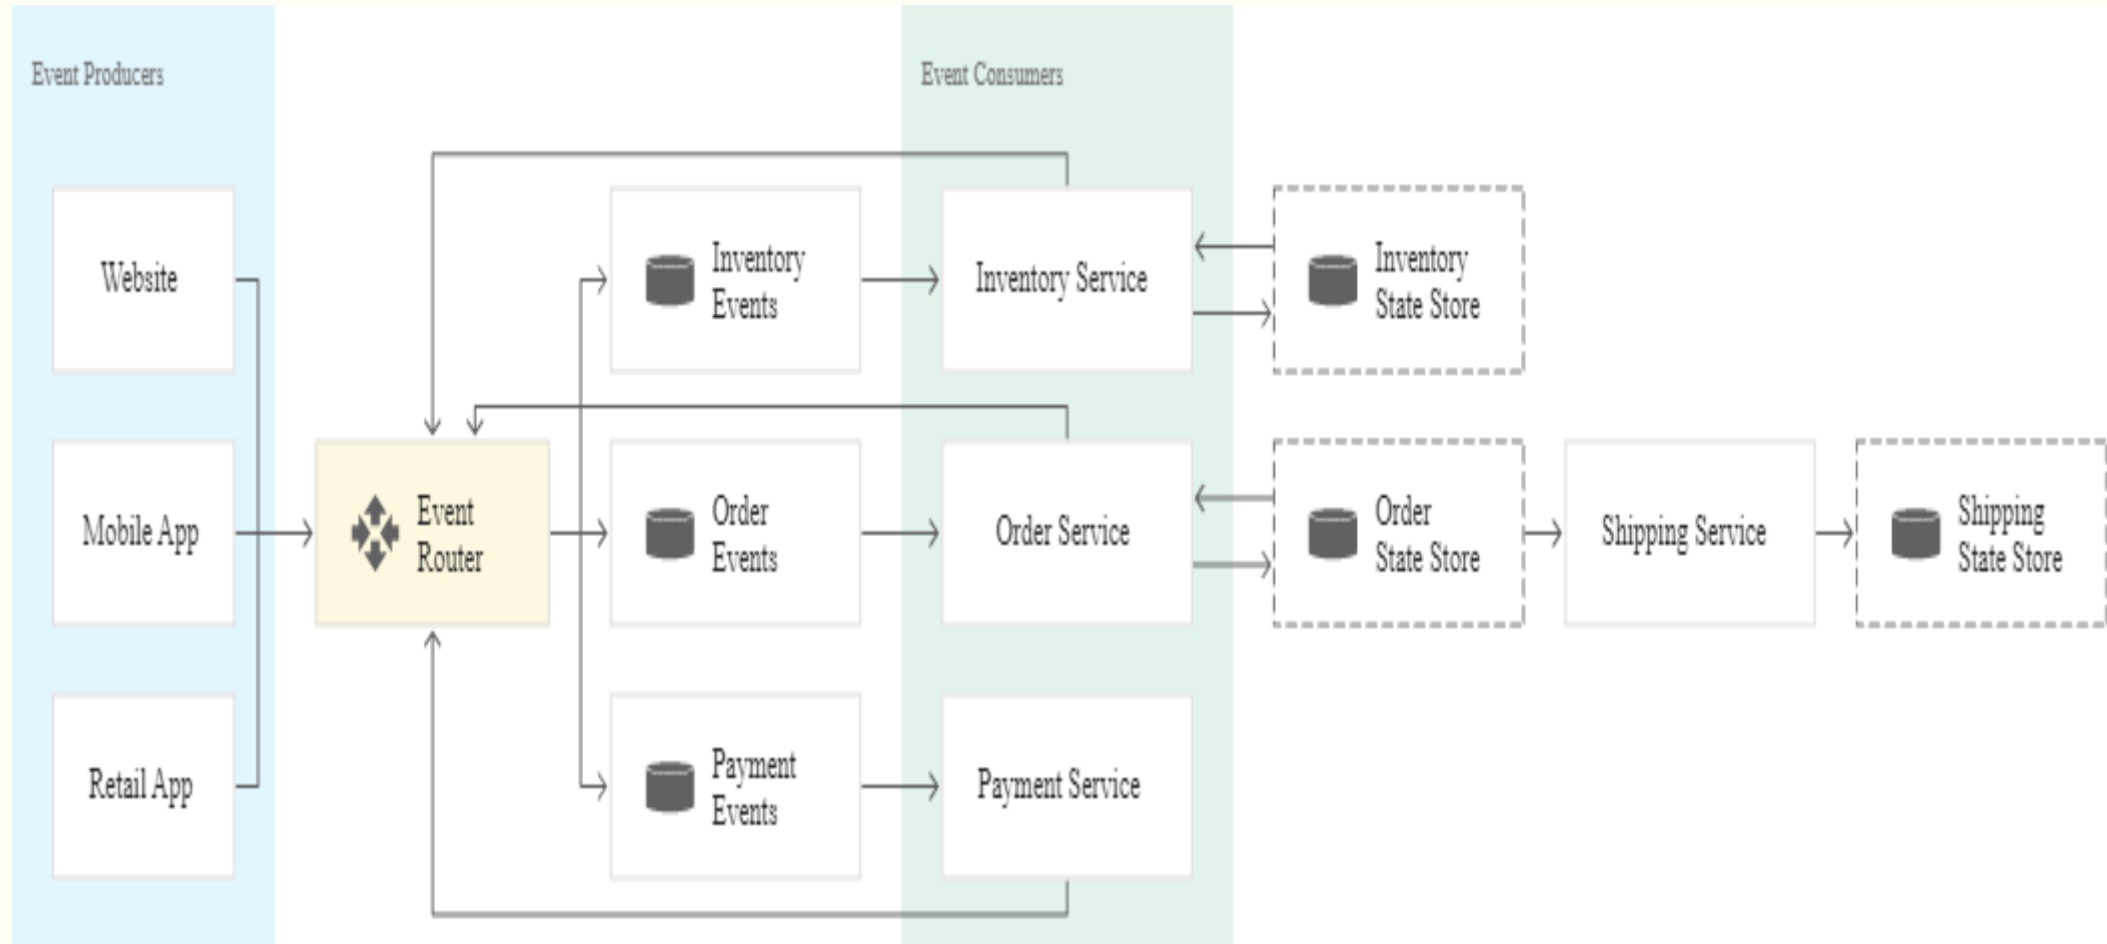 Event Producers
Event Consumers
Website
Inventory
Events
Inventory Service
Inventory
State Store
Mobile App
Event
Router
Order
Events
Order Service
Order
State Store
Shipping Service
Shipping
State Store
Retail App
Payment
Events
Payment Service